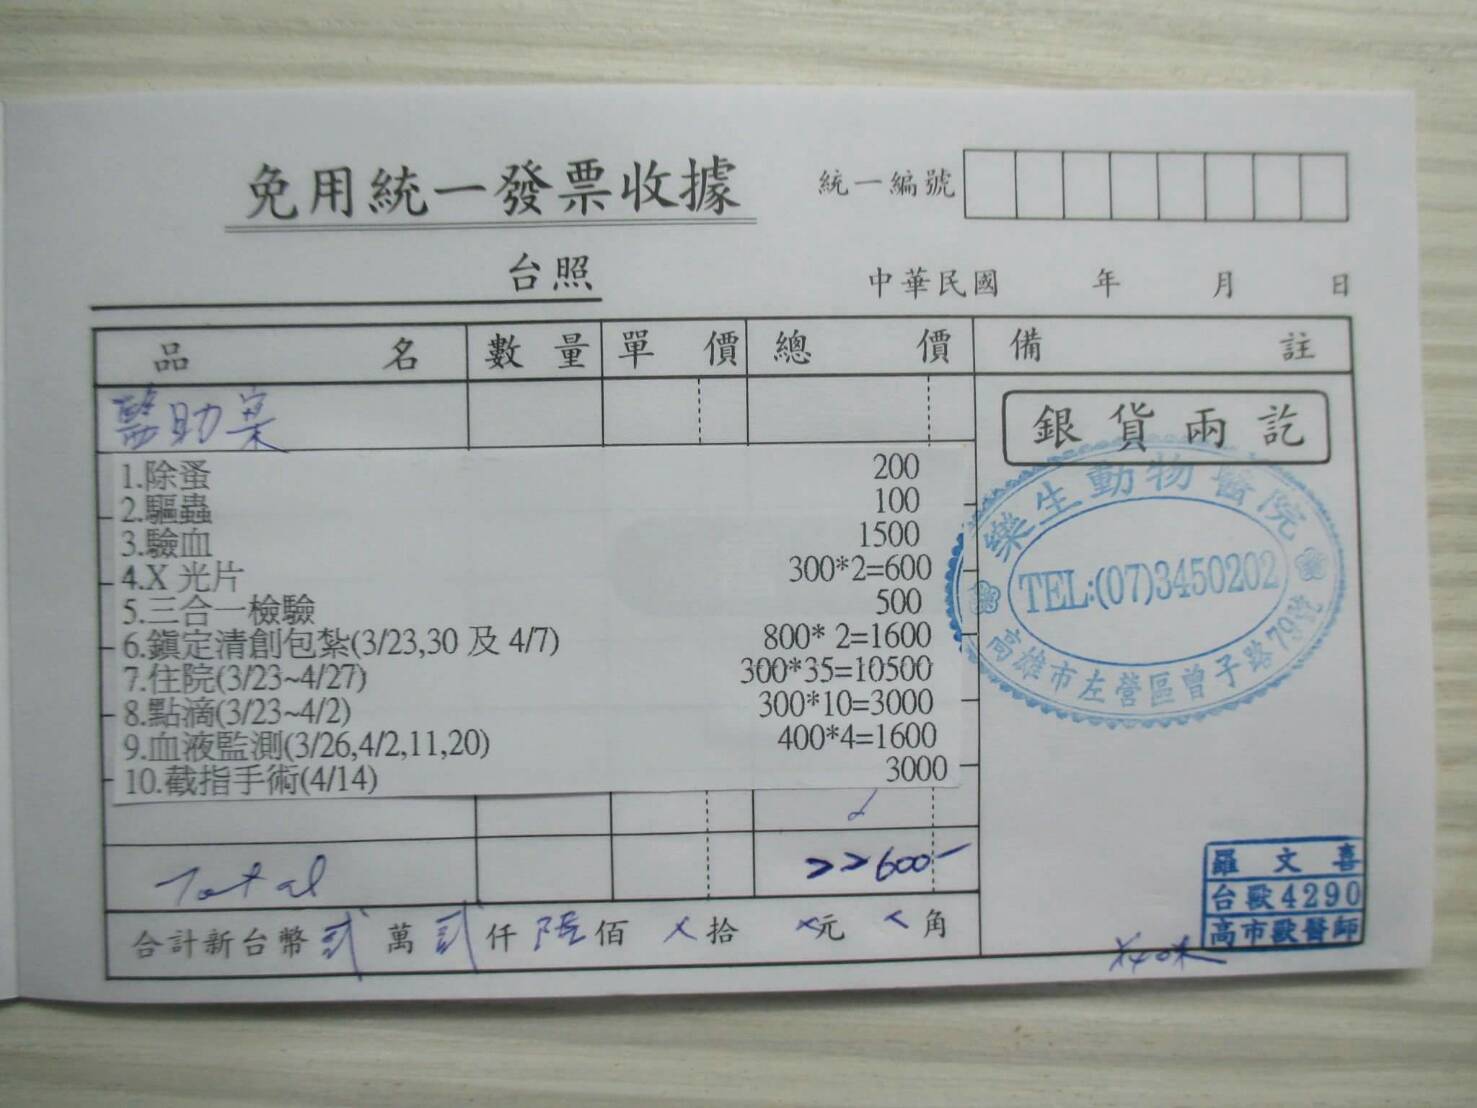 免用統一發票收據
統一編號
台照
中華民國 年 月 日
品名 數量 單價 總價 備註
醫助案
銀貨兩訖
1.除蚤 200
2.驅蟲 100
3.驗血 1500
4.X 光片 300*2=600
5.三合一檢驗 500
6.鎮定清創包紮(3/23,30 及 4/7) 800* 2=1600
7.住院(3/23~4/27) 300*35=10500
8.點滴(3/23~4/2) 300*10=3000
9.血液監測(3/26,4/2,11,20) 400*4=1600
10.截指手術(4/14) 3000
樂生動物醫院
TEL:(07)3450202
高雄市左營區曾子路79號
Total 22600-
合計新台幣 貳 萬 貳 仟 陸 佰 X 拾 X 元 X 角
羅文喜
台獸4290
高市獸醫師